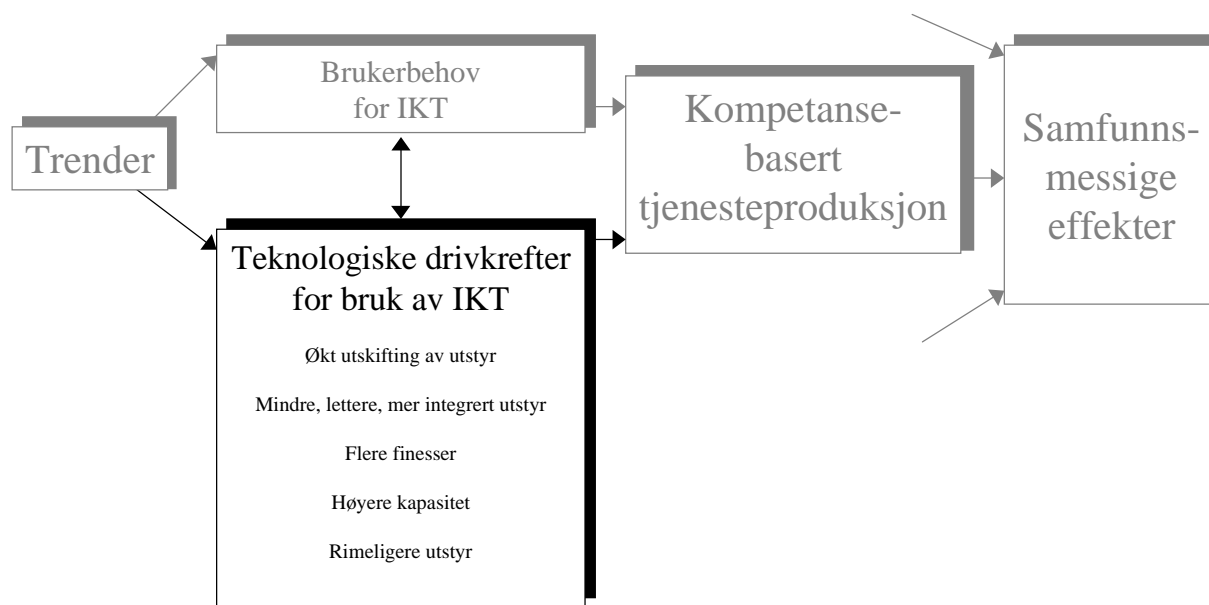 Trender
Brukerbehov
for IKT
Teknologiske drivkrefter
for bruk av IKT
Økt utskifting av utstyr
Mindre, lettere, mer integrert utstyr
Flere finesser
Høyere kapasitet
Rimeligere utstyr
Kompetanse-
basert
tjenesteproduksjon
Samfunns-
messige
effekter